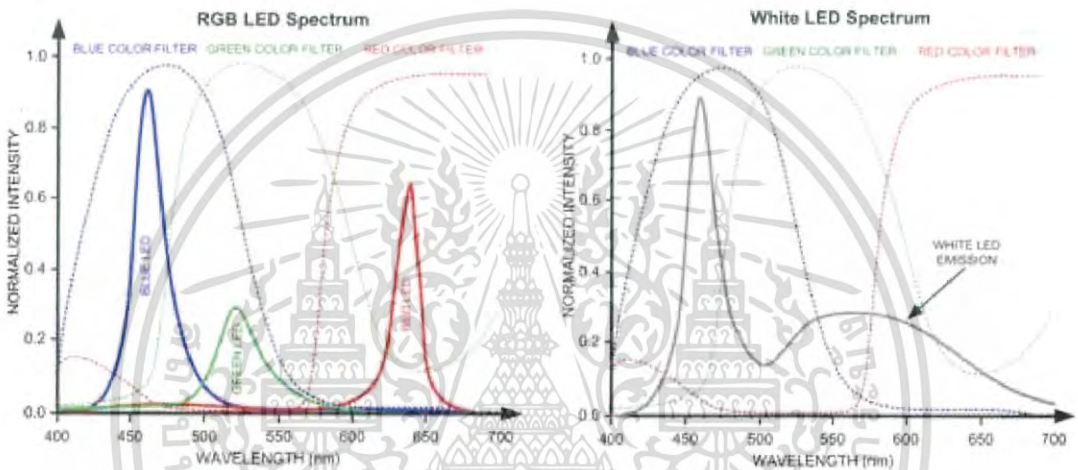 RGB LED Spectrum
BLUE COLOR FILTER GREEN COLOR FILTER RED COLOR FILTER
NORMALIZED INTENSITY
1.0
0.8
0.6
0.4
0.2
0.0
BLUE LED
GREEN LED
RED LED
400 450 500 550 600 650 700
WAVELENGTH (nm)
White LED Spectrum
BLUE COLOR FILTER GREEN COLOR FILTER RED COLOR FILTER
NORMALIZED INTENSITY
1.0
0.8
0.6
0.4
0.2
0.0
WHITE LED
EMISSION
400 450 500 550 600 650 700
WAVELENGTH (nm)